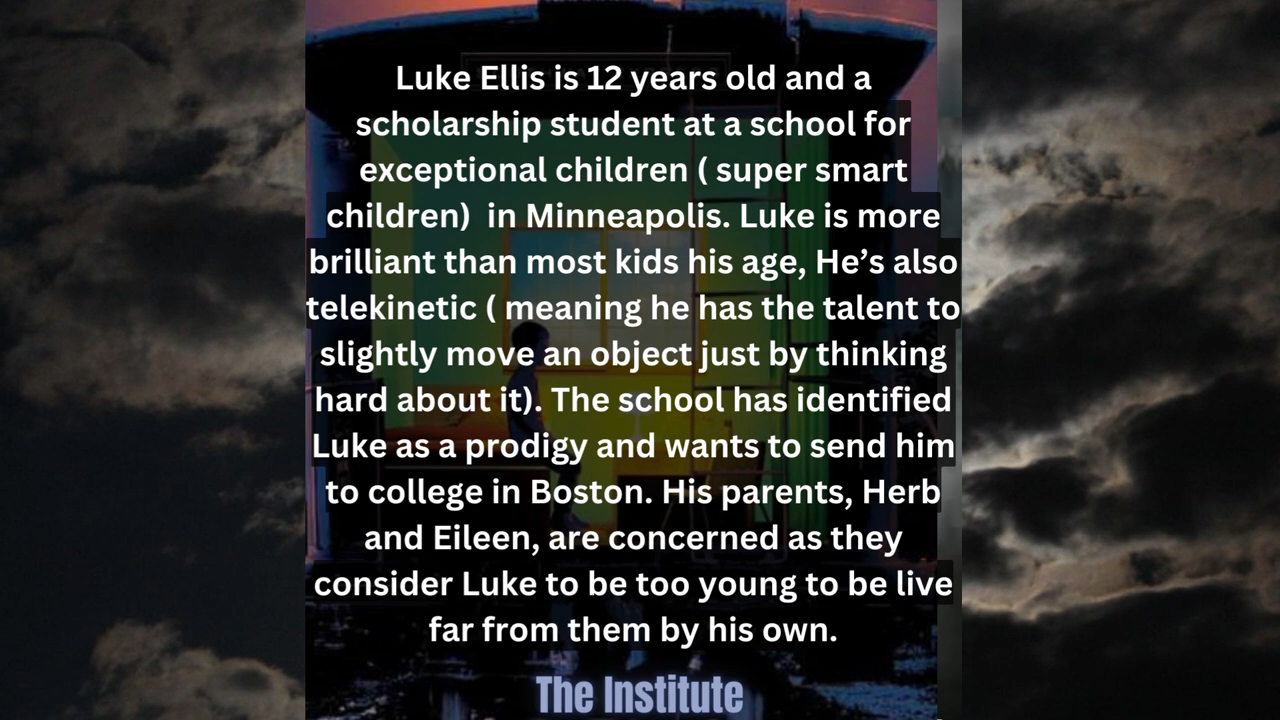 Luke Ellis is 12 years old and a
scholarship student at a school for
exceptional children ( super smart
children)  in Minneapolis. Luke is more
brilliant than most kids his age, He’s also
telekinetic ( meaning he has the talent to
slightly move an object just by thinking
hard about it). The school has identified
Luke as a prodigy and wants to send him
to college in Boston. His parents, Herb
and Eileen, are concerned as they
consider Luke to be too young to be live
far from them by his own.
The Institute